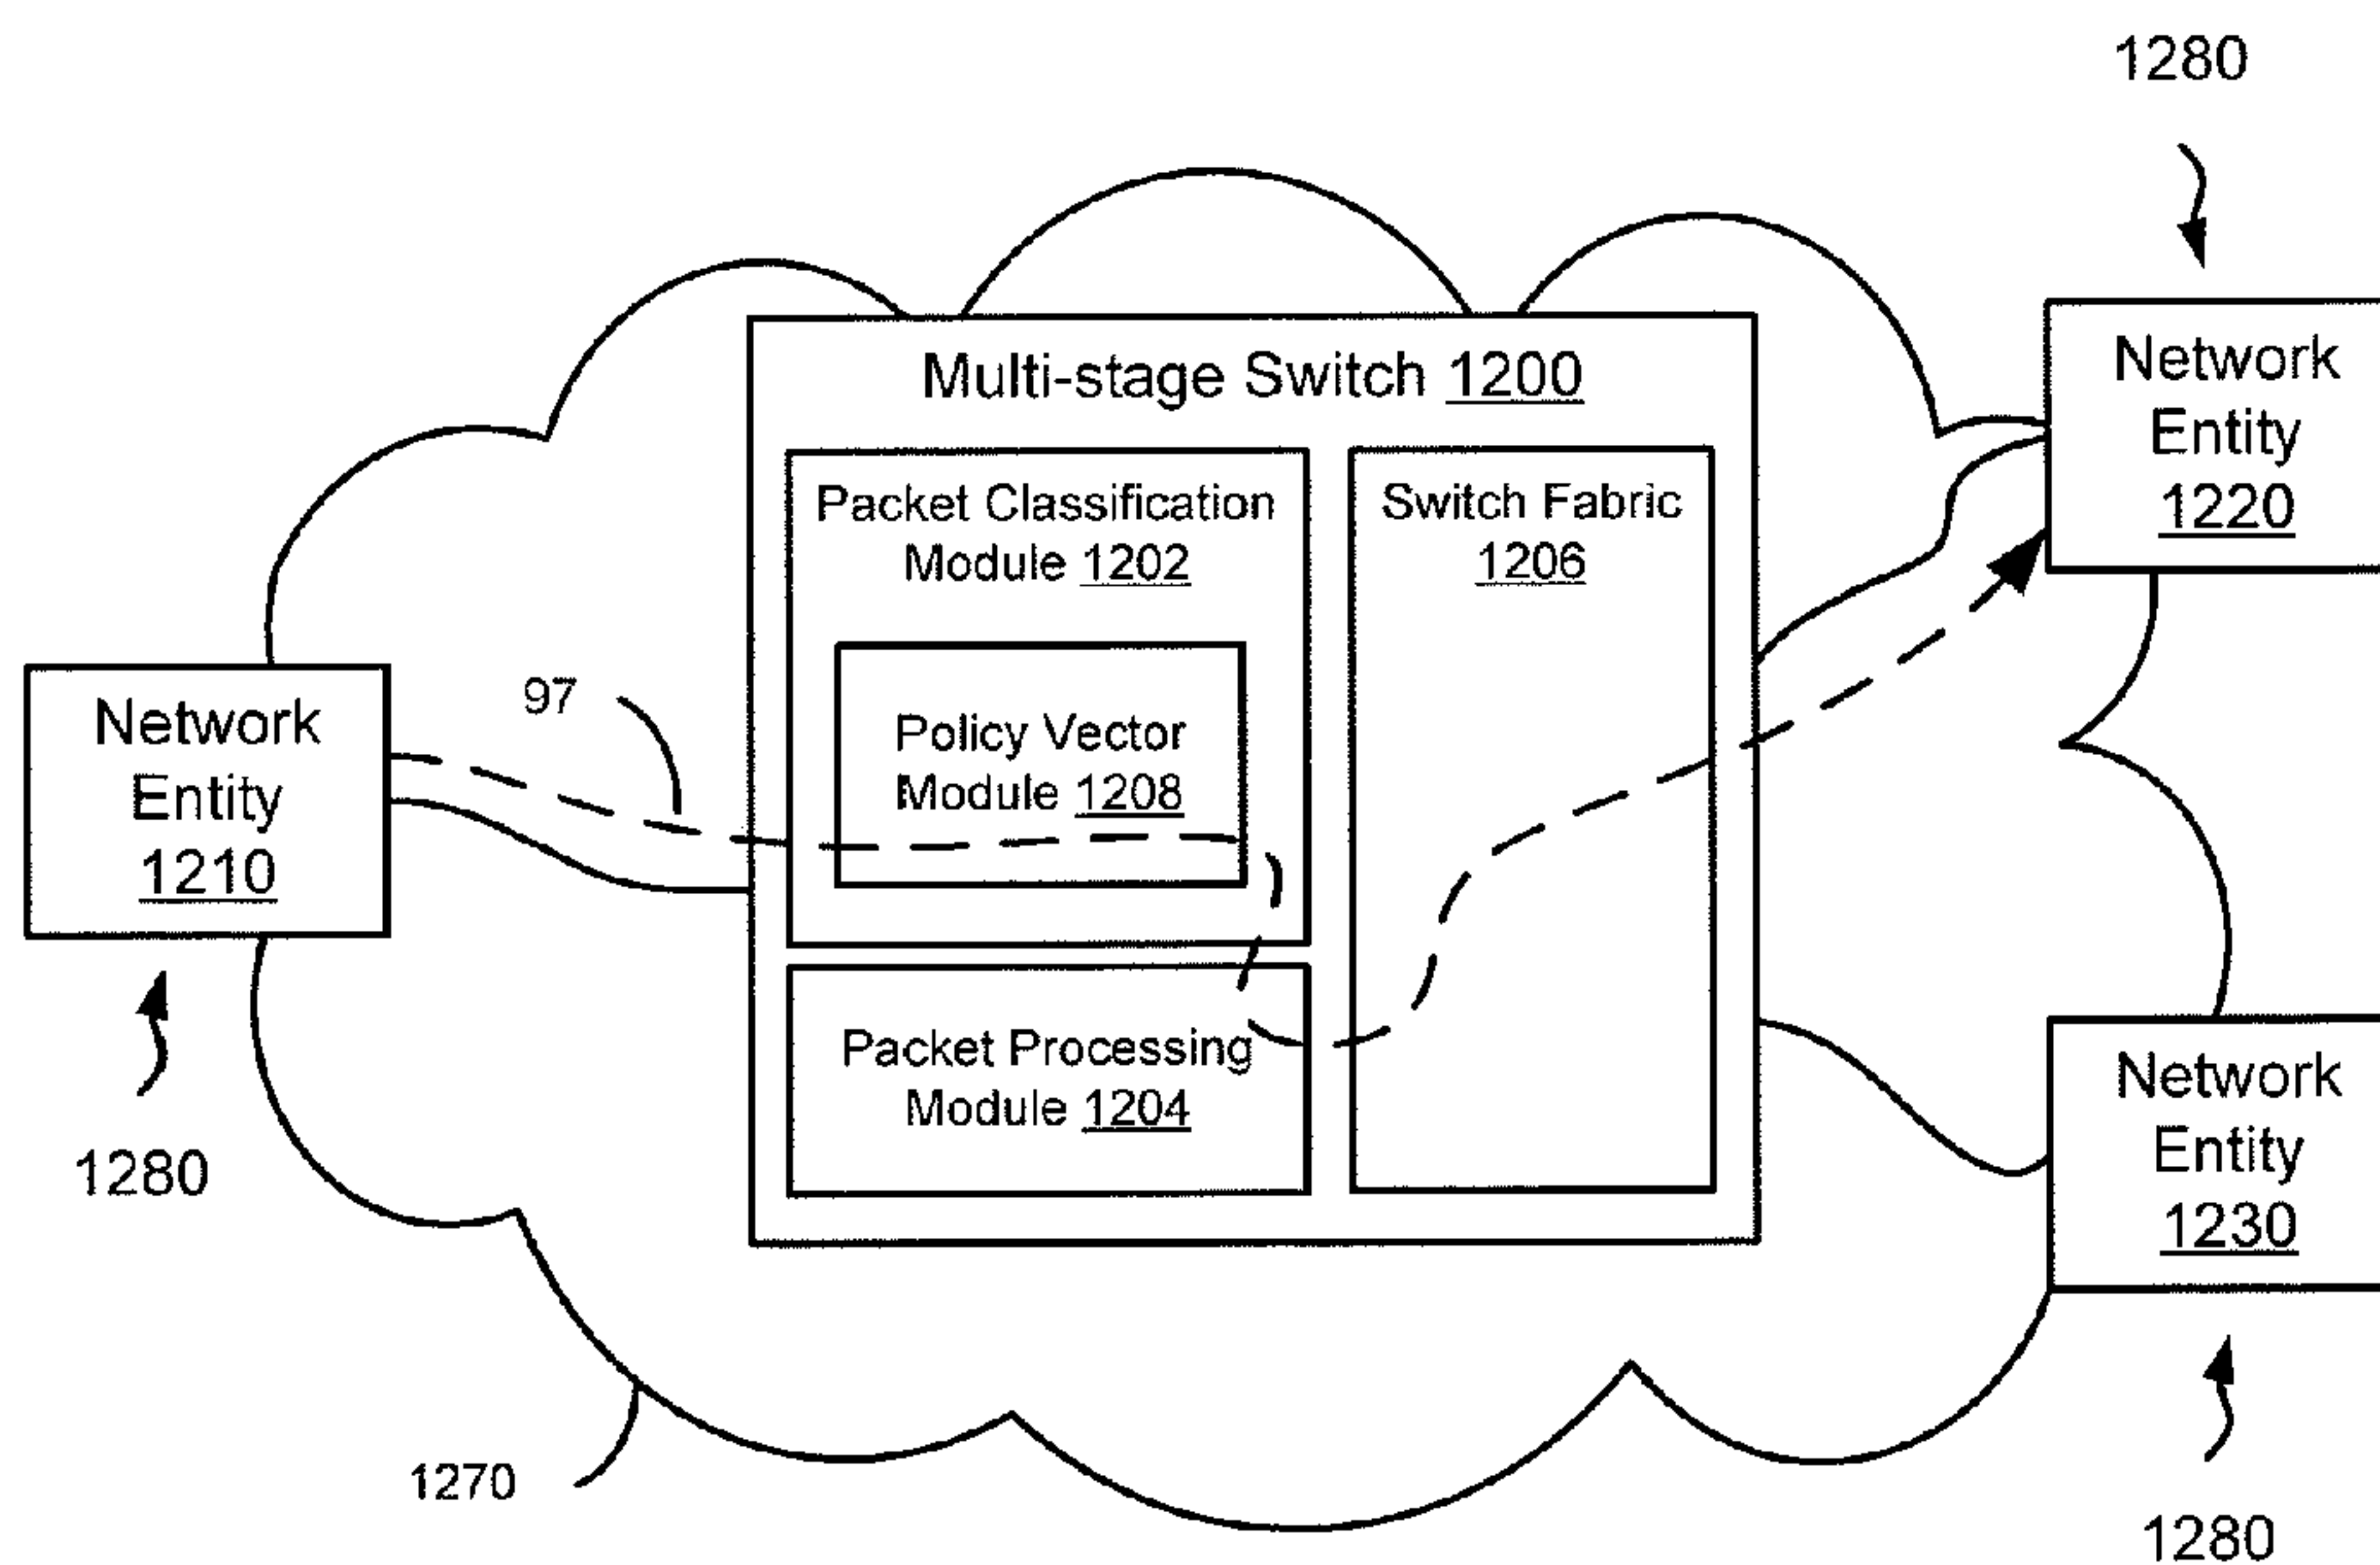 1280
Multi-stage Switch 1200
Network
Entity
1220
Packet Classification
Module 1202
Switch Fabric
1206
Policy Vector
Module 1208
97
Network
Entity
1210
Packet Processing
Module 1204
Network
Entity
1230
1280
1270
1280